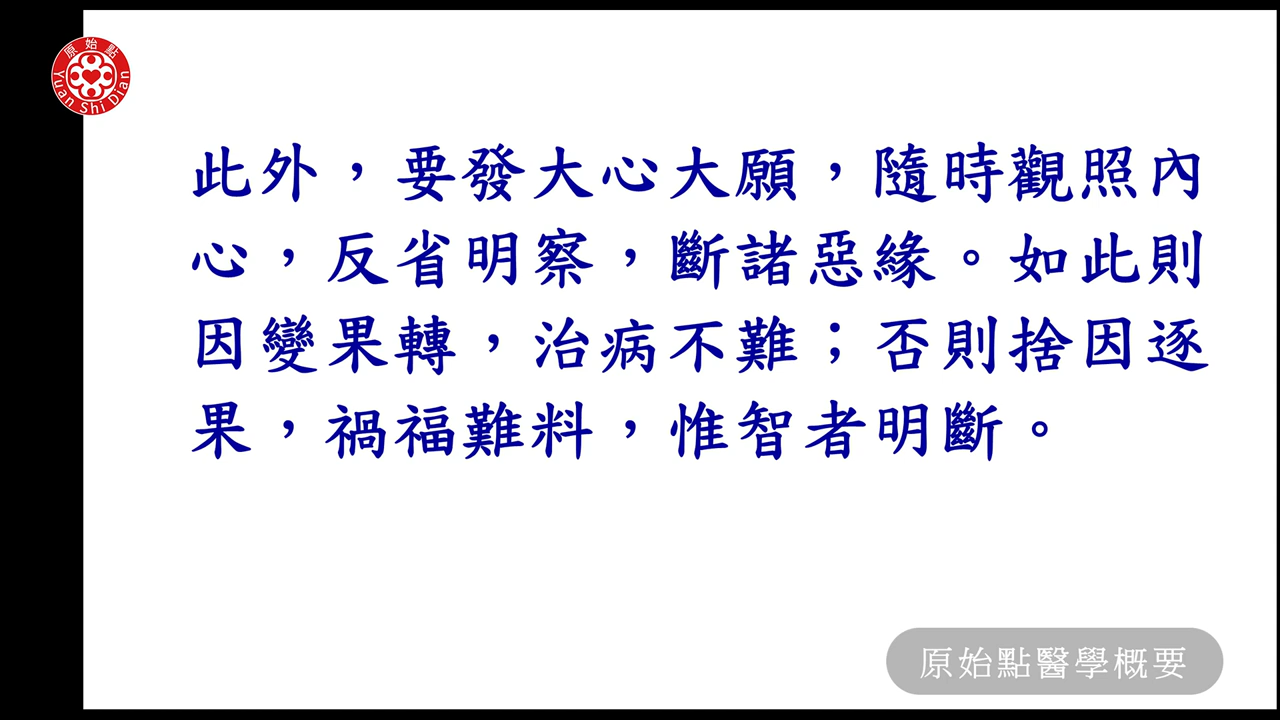 原始點
Yuan Shi Dian
此外，要發大心大願，隨時觀照內
心，反省明察，斷諸惡緣。如此則
因變果轉，治病不難；否則捨因逐
果，禍福難料，惟智者明斷。
原始點醫學概要